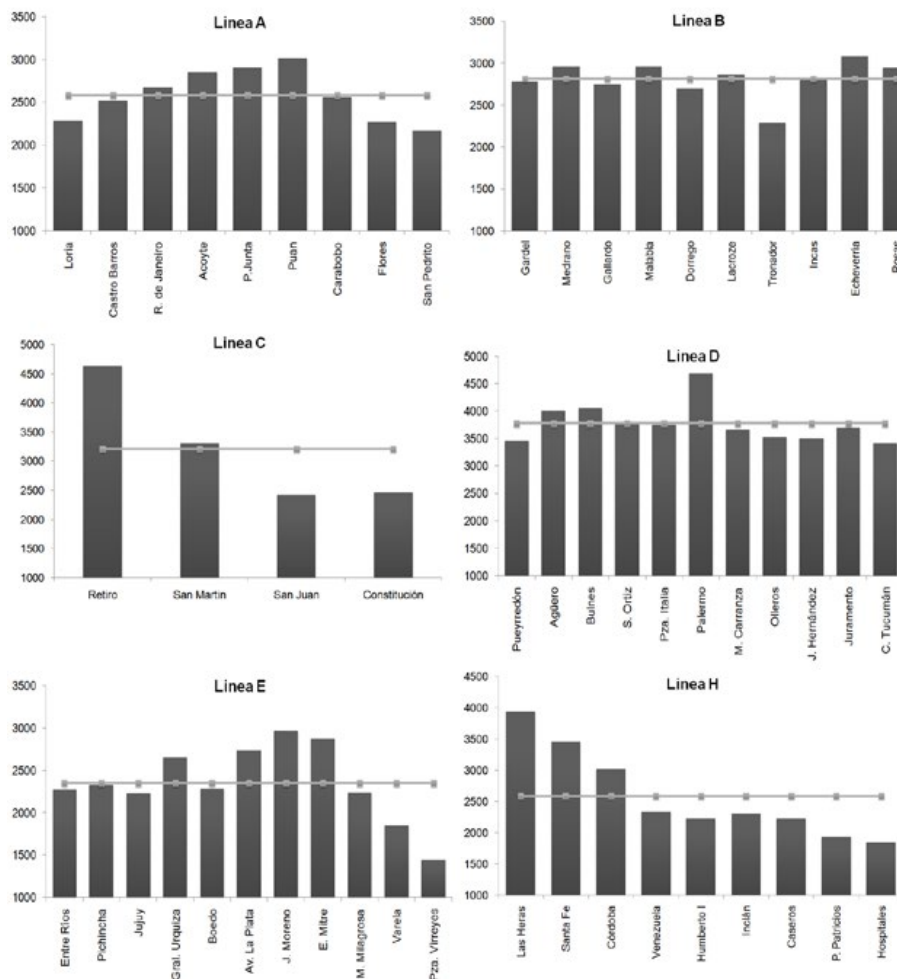 Linea A
3500
3000
2500
2000
1500
1000
Loria
Castro Barros
R. de Janeiro
Acoyte
P.Junta
Puan
Carabobo
Flores
San Pedrito
Linea B
3500
3000
2500
2000
1500
1000
Gardel
Medrano
Gallardo
Malabia
Dorrego
Lacroze
Tronador
Incas
Echeverría
Rosas
Linea C
5000
4500
4000
3500
3000
2500
2000
1500
1000
Retiro
San Martin
San Juan
Constitución
Linea D
5000
4500
4000
3500
3000
2500
2000
1500
1000
Pueyrredón
Agüero
Bulnes
S. Ortiz
Pza. Italia
Palermo
M. Carranza
Olleros
J. Hernández
Juramento
C. Tucumán
Linea E
3500
3000
2500
2000
1500
1000
Entre Ríos
Pichincha
Jujuy
Gral. Urquiza
Boedo
Av. La Plata
J. Moreno
E. Mitre
M. Milagrosa
Varela
Pza. Virreyes
Linea H
4500
4000
3500
3000
2500
2000
1500
1000
Las Heras
Santa Fe
Córdoba
Venezuela
Humberto I
Inclán
Caseros
P. Patricios
Hospitales